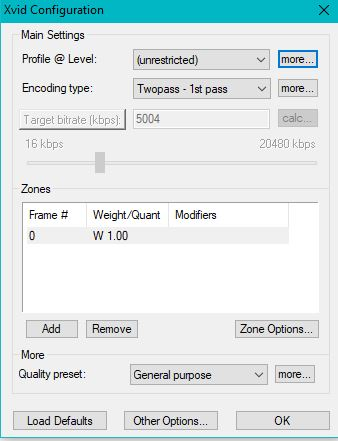 Xvid Configuration
Main Settings
Profile @ Level: (unrestricted) more...
Encoding type: Twopass - 1st pass more...
Target bitrate (kbps): 5004 calc...
16 kbps 20480 kbps
Zones
Frame # Weight/Quant Modifiers
0 W 1.00
Add Remove Zone Options...
More
Quality preset: General purpose more...
Load Defaults Other Options... OK